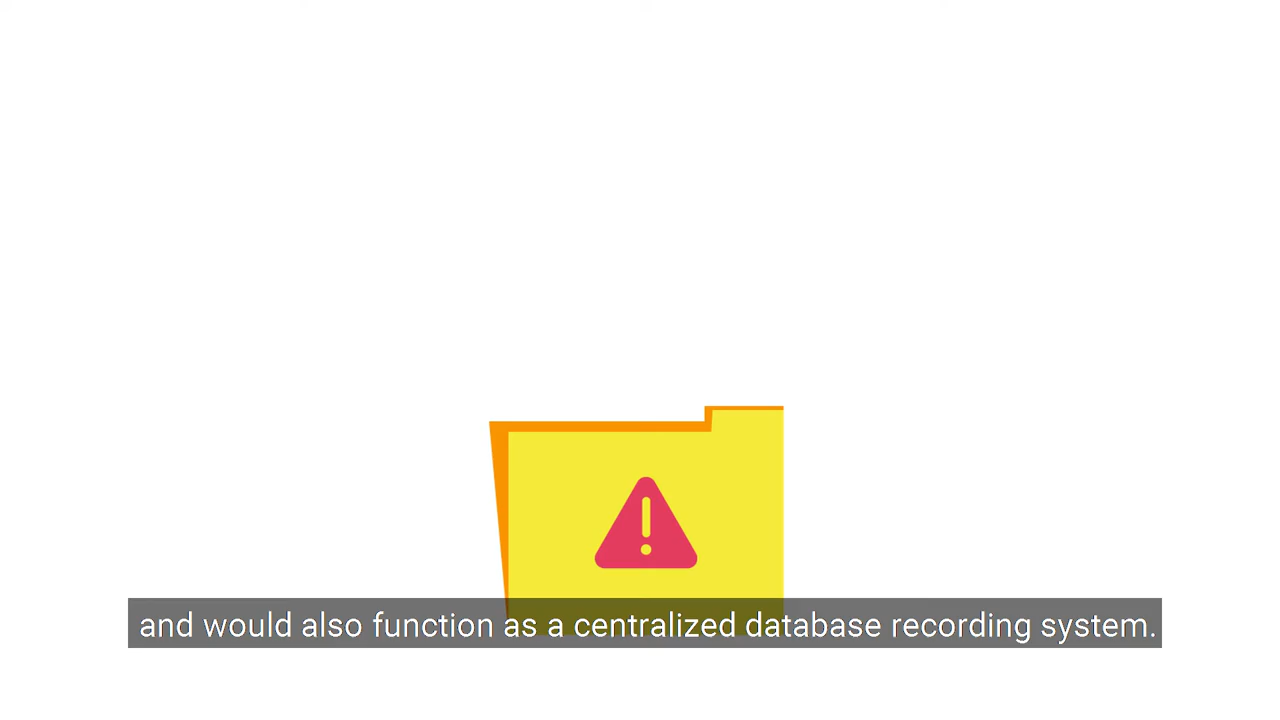 and would also function as a centralized database recording system.